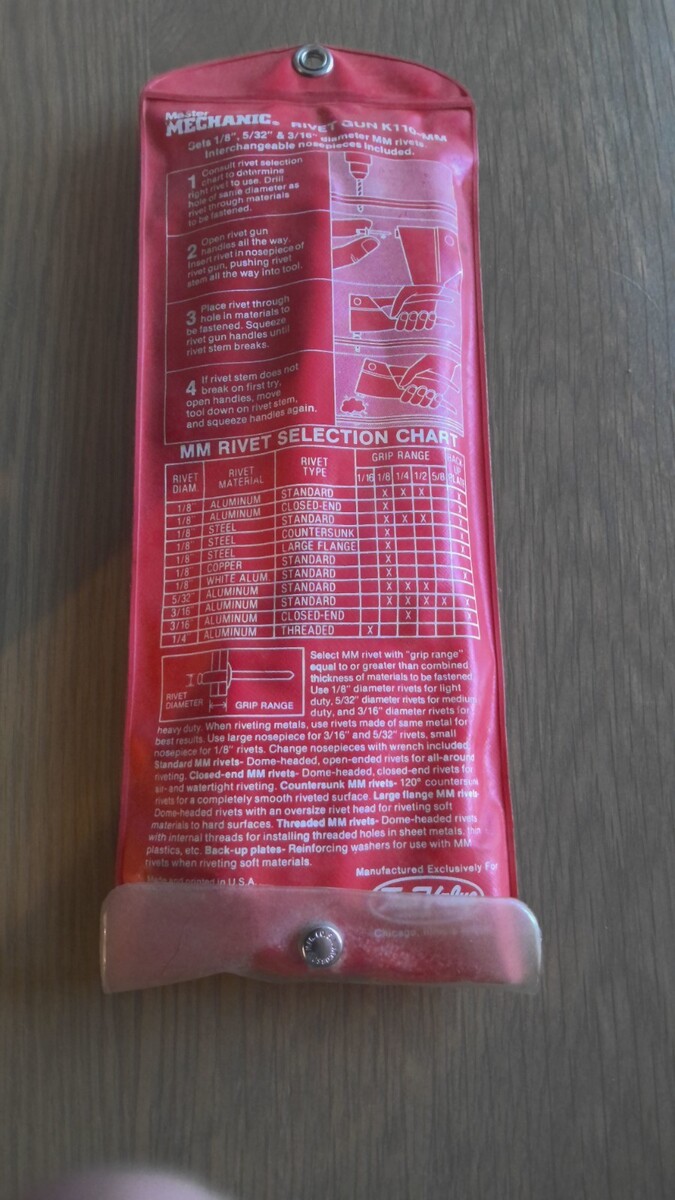 Master
MECHANIC® RIVET GUN K110-MM
Sets 1/8", 5/32" & 3/16" diameter MM rivets
Interchangeable nosepieces included.
1 Consult rivet selection
chart to determine
right rivet to use. Drill
hole of same diameter as
rivet through materials
to be fastened.
2 Open rivet gun
handles all the way.
Insert rivet in nosepiece of
rivet gun, pushing rivet
stem all the way into tool.
3 Place rivet through
hole in materials to
be fastened. Squeeze
rivet gun handles until
rivet stem breaks.
4 If rivet stem does not
break on first try,
open handles, move
tool down on rivet stem,
and squeeze handles again.
MM RIVET SELECTION CHART
RIVET DIAM. RIVET MATERIAL RIVET TYPE GRIP RANGE BACK UP PLATE
1/16 1/8 1/4 1/2 5/8
1/8" ALUMINUM STANDARD X X X X
1/8" ALUMINUM CLOSED-END X
1/8" STEEL STANDARD X X X
1/8" STEEL COUNTERSUNK X
1/8" STEEL LARGE FLANGE X
1/8" COPPER STANDARD X
1/8" WHITE ALUM. STANDARD X
5/32" ALUMINUM STANDARD X X X
3/16" ALUMINUM STANDARD X X X X X
3/16" ALUMINUM CLOSED-END X
1/4" ALUMINUM THREADED X
RIVET
DIAMETER
GRIP RANGE
Select MM rivet with "grip range"
equal to or greater than combined
thickness of materials to be fastened
Use 1/8" diameter rivets for light
duty, 5/32" diameter rivets for medium
duty, and 3/16" diameter rivets for
heavy duty. When riveting metals, use rivets made of same metal for
best results. Use large nosepiece for 3/16" and 5/32" rivets, small
nosepiece for 1/8" rivets. Change nosepieces with wrench included.
Standard MM rivets- Dome-headed, open-ended rivets for all-around
riveting. Closed-end MM rivets- Dome-headed, closed-end rivets for
air- and watertight riveting. Countersunk MM rivets- 120° countersunk
rivets for a completely smooth riveted surface. Large flange MM rivets
Dome-headed rivets with an oversize rivet head for riveting soft
materials to hard surfaces. Threaded MM rivets- Dome-headed rivets
with internal threads for installing threaded holes in sheet metals, thin
plastics, etc. Back-up plates- Reinforcing washers for use with MM
rivets when riveting soft materials.
Manufactured Exclusively For
Made and printed in U.S.A.
Tru Value
Chicago,